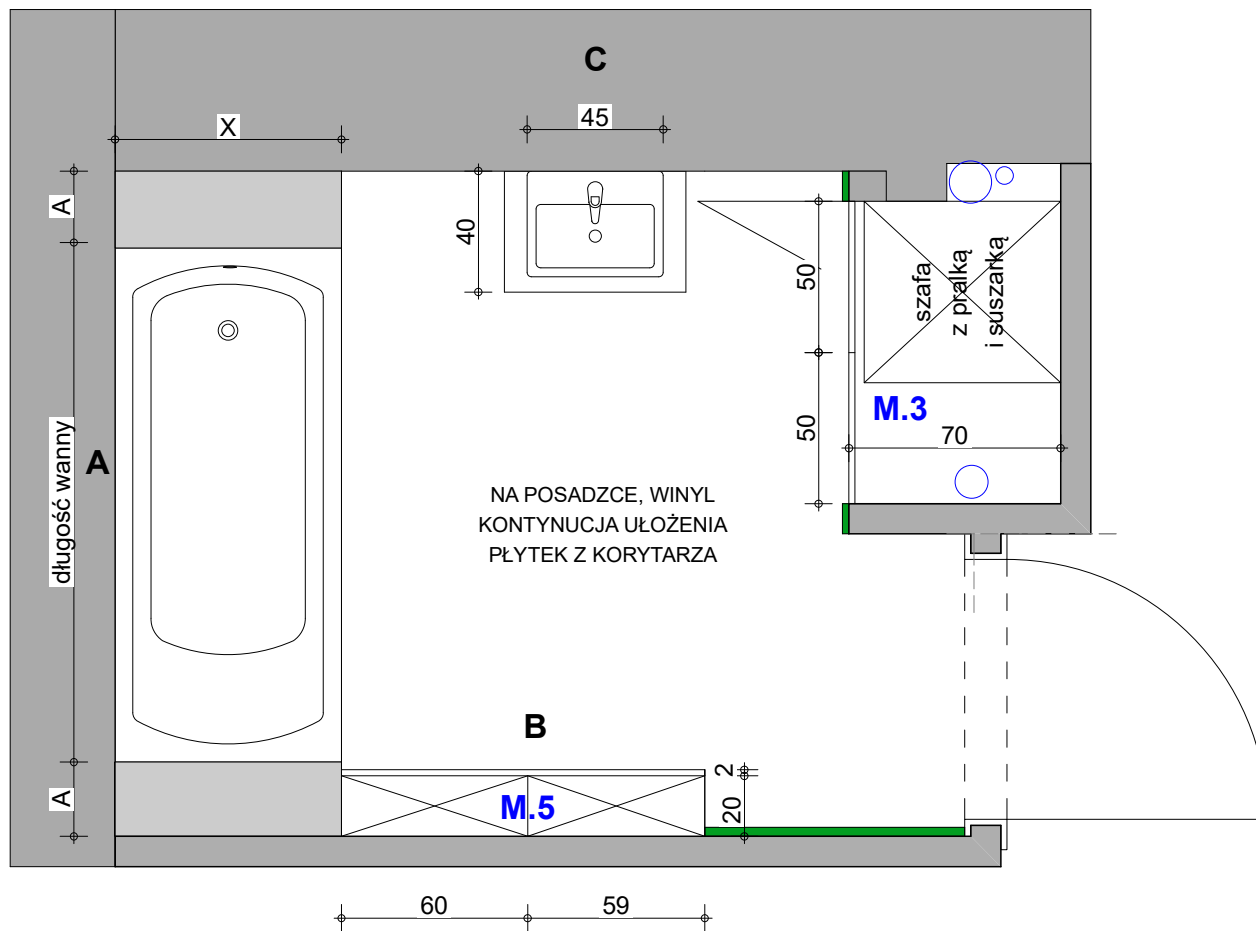 C
X
45
A
40
50
szafa
z pralką
i suszarką
M.3
50
70
A
długość wanny
NA POSADZCE, WINYL
KONTYNUCJA UŁOŻENIA
PŁYTEK Z KORYTARZA
B
2
M.5
20
A
60
59